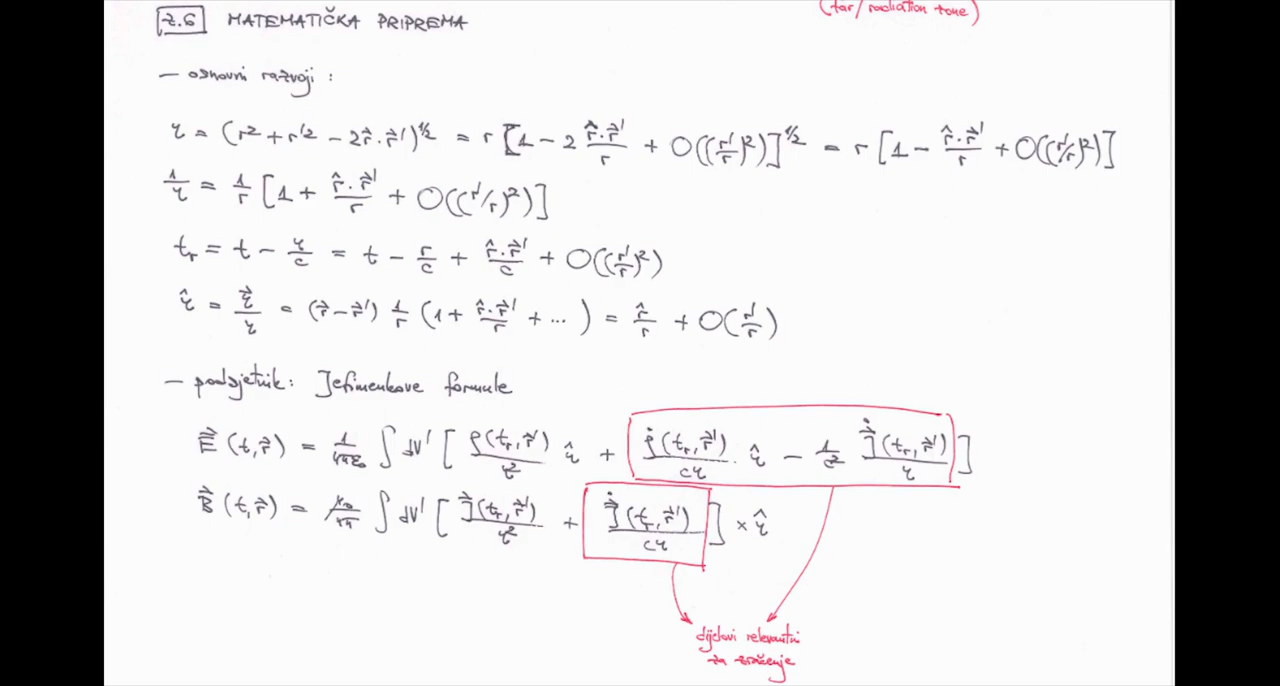 (far/radiation zone)
2.6 MATEMATIČKA PRIPREMA
– osnovni razvoji :
𝓇 = (r² + r'² − 2r⃗·r⃗')^{1/2} = r [1 − 2 r̂·r⃗'/r + O((r'/r)²)]^{1/2} = r [1 − r̂·r⃗'/r + O((r'/r)²)]
1/𝓇 = 1/r [1 + r̂·r⃗'/r + O((r'/r)²)]
t_r = t − 𝓇/c = t − r/c + r̂·r⃗'/c + O((r'/r)²)
𝓇̂ = 𝓇⃗/𝓇 = (r⃗ − r⃗') 1/r (1 + r̂·r⃗'/r + ...) = r̂/r + O(r'/r)
– podsjetnik: Jefimenkove formule
E⃗(t,r⃗) = 1/4πε₀ ∫ dV' [ ρ(t_r,r⃗')/𝓇² 𝓇̂ + ρ̇(t_r,r⃗')/c𝓇 · 𝓇̂ − 1/c² J⃗̇(t_r,r⃗')/𝓇 ]
B⃗(t,r⃗) = μ₀/4π ∫ dV' [ J⃗(t_r,r⃗')/𝓇² + J⃗̇(t_r,r⃗')/c𝓇 ] × 𝓇̂
dijelovi relevantni
za zračenje